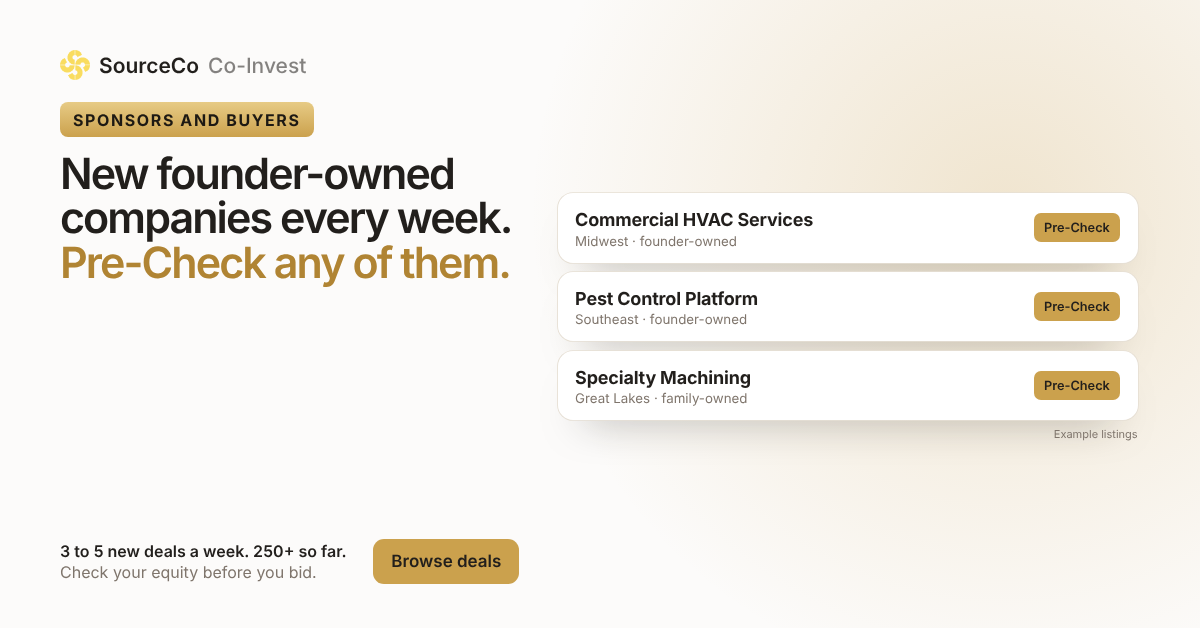 SourceCo Co-Invest
SPONSORS AND BUYERS
New founder-owned
companies every week.
Pre-Check any of them.
Commercial HVAC Services
Midwest · founder-owned
Pre-Check
Pest Control Platform
Southeast · founder-owned
Pre-Check
Specialty Machining
Great Lakes · family-owned
Pre-Check
Example listings
3 to 5 new deals a week. 250+ so far.
Check your equity before you bid.
Browse deals